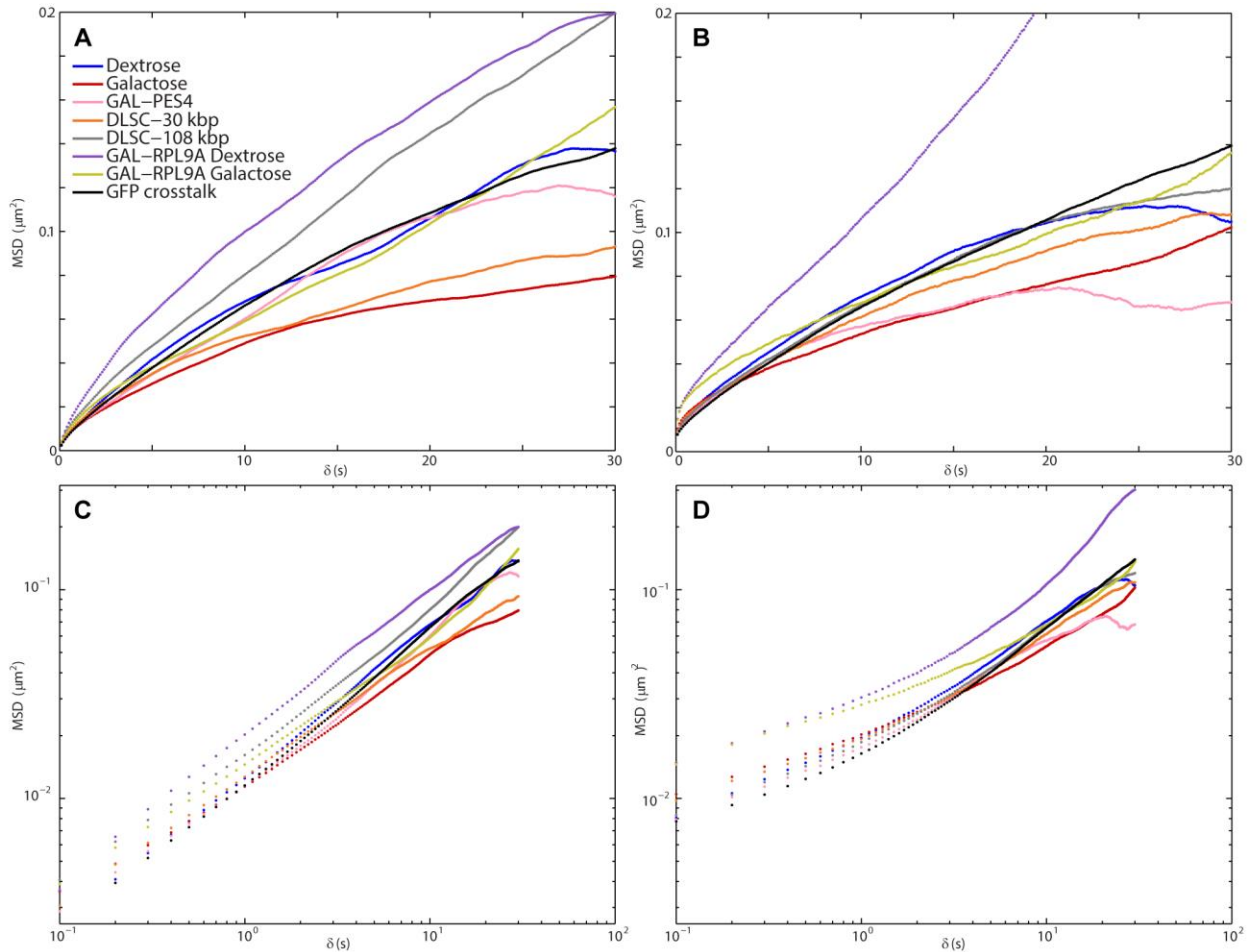 A
0.2
0.1
0
MSD (μm²)
Dextrose
Galactose
GAL−PES4
DLSC−30 kbp
DLSC−108 kbp
GAL−RPL9A Dextrose
GAL−RPL9A Galactose
GFP crosstalk
0 10 20 30
δ (s)
B
0.2
0.1
0
MSD (μm²)
0 10 20 30
δ (s)
C
10⁻¹
10⁻²
MSD (μm²)
10⁻¹ 10⁰ 10¹ 10²
δ (s)
D
10⁻¹
10⁻²
MSD (μm )²
10⁻¹ 10⁰ 10¹ 10²
δ (s)